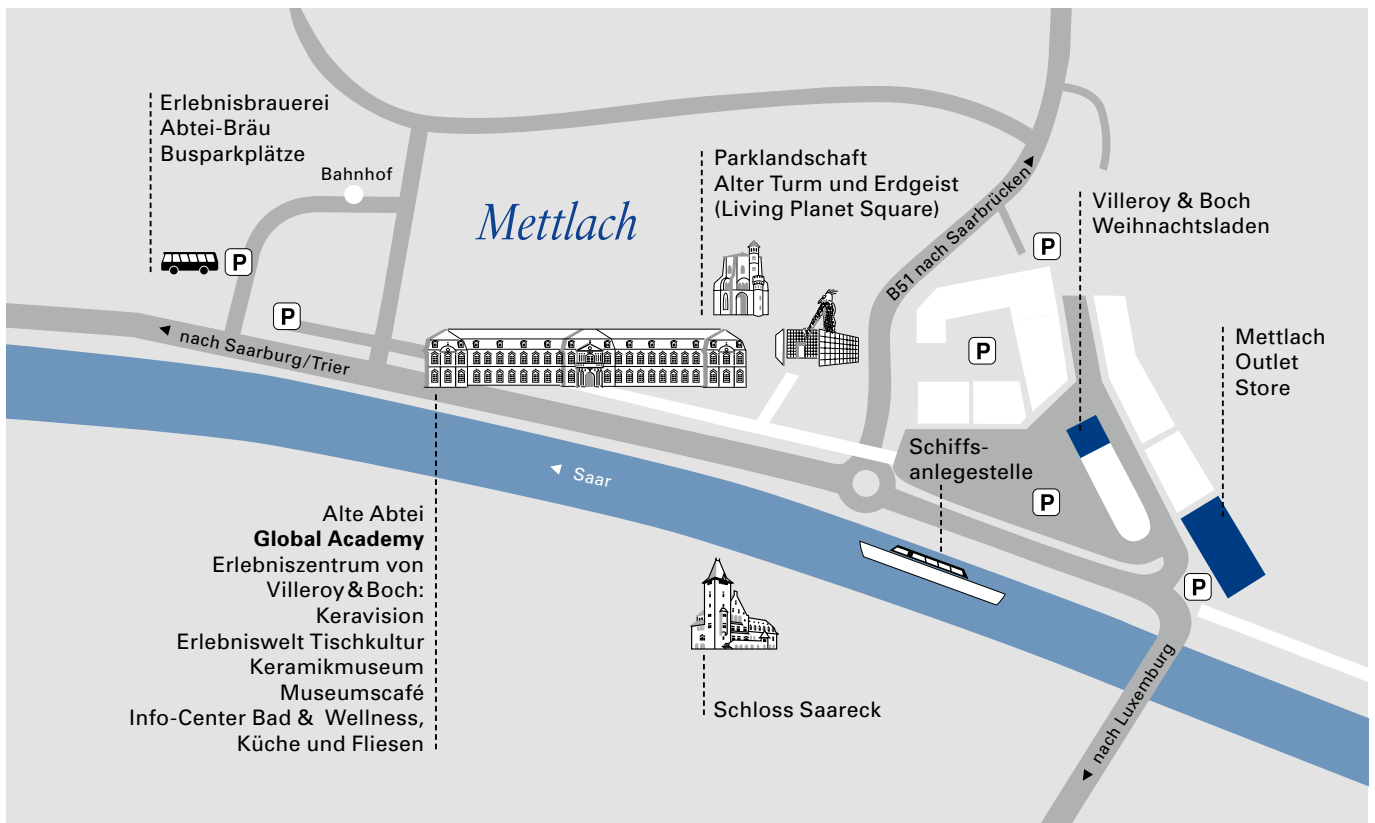 Erlebnisbrauerei
Abtei-Bräu
Busparkplätze
Bahnhof
P
P
Mettlach
Parklandschaft
Alter Turm und Erdgeist
(Living Planet Square)
B51 nach Saarbrücken
P
P
Villeroy & Boch
Weihnachtsladen
Mettlach
Outlet
Store
nach Saarburg/Trier
Saar
Schiffs-
anlegestelle
P
P
Alte Abtei
Global Academy
Erlebniszentrum von
Villeroy & Boch:
Keravision
Erlebniswelt Tischkultur
Keramikmuseum
Museumscafé
Info-Center Bad & Wellness,
Küche und Fliesen
Schloss Saareck
nach Luxemburg